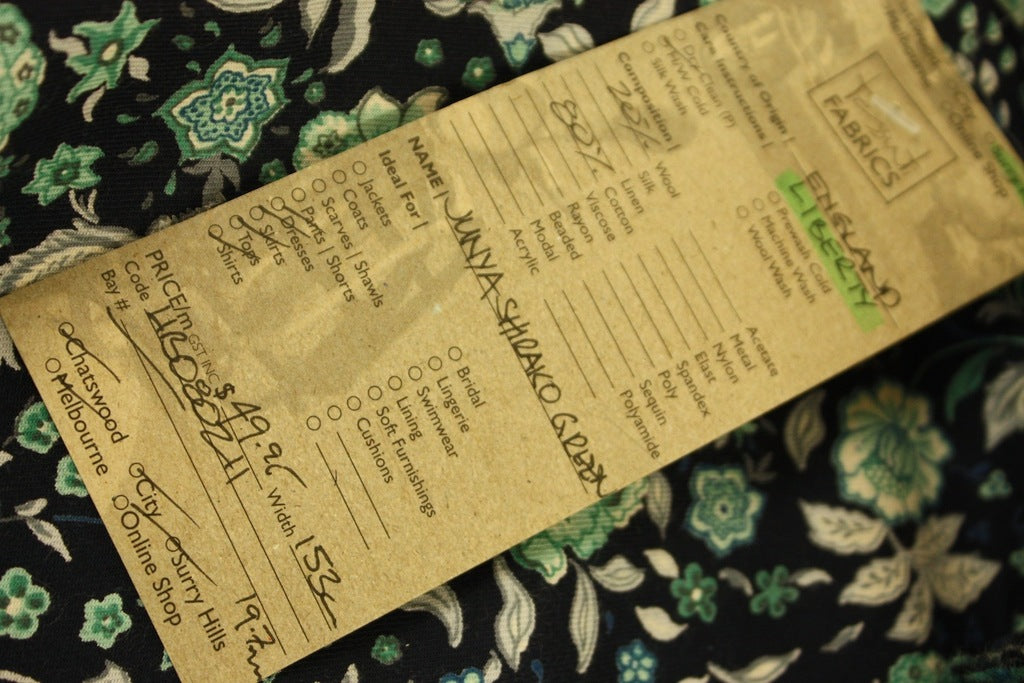 FABRICS
Country of Origin | ENGLAND
LIBERTY
Care Instructions |
Dry-Clean (P)
H/W Cold
Silk Wash
Prewash Cold
Machine Wash
Wool Wash
Composition |
Wool
20% Silk
Linen
80% Cotton
Viscose
Rayon
Beaded
Modal
Acrylic
Acetate
Metal
Nylon
Elast
Spandex
Poly
Sequin
Polyamide
NAME | JUNYA SHIRAKO GREEN
Ideal For |
Jackets
Coats
Scarves | Shawls
Pants | Shorts
Dresses
Skirts
Tops
Shirts
Bridal
Lingerie
Swimwear
Lining
Soft Furnishings
Cushions
PRICE/m GST INC $49.95 Width 153c
Code
Bay #
19.7m
Chatswood
Melbourne
City
Surry Hills
Online Shop
Online Shop